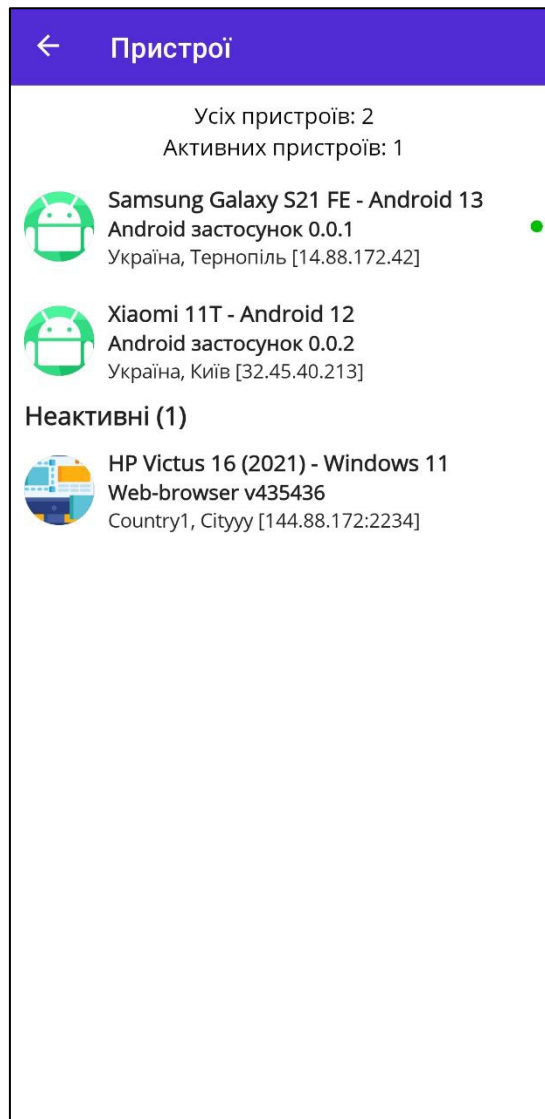 Пристрої
Усіх пристроїв: 2
Активних пристроїв: 1
Samsung Galaxy S21 FE - Android 13
Android застосунок 0.0.1
Україна, Тернопіль [14.88.172.42]
Xiaomi 11T - Android 12
Android застосунок 0.0.2
Україна, Київ [32.45.40.213]
Неактивні (1)
HP Victus 16 (2021) - Windows 11
Web-browser v435436
Country1, Cityyy [144.88.172:2234]